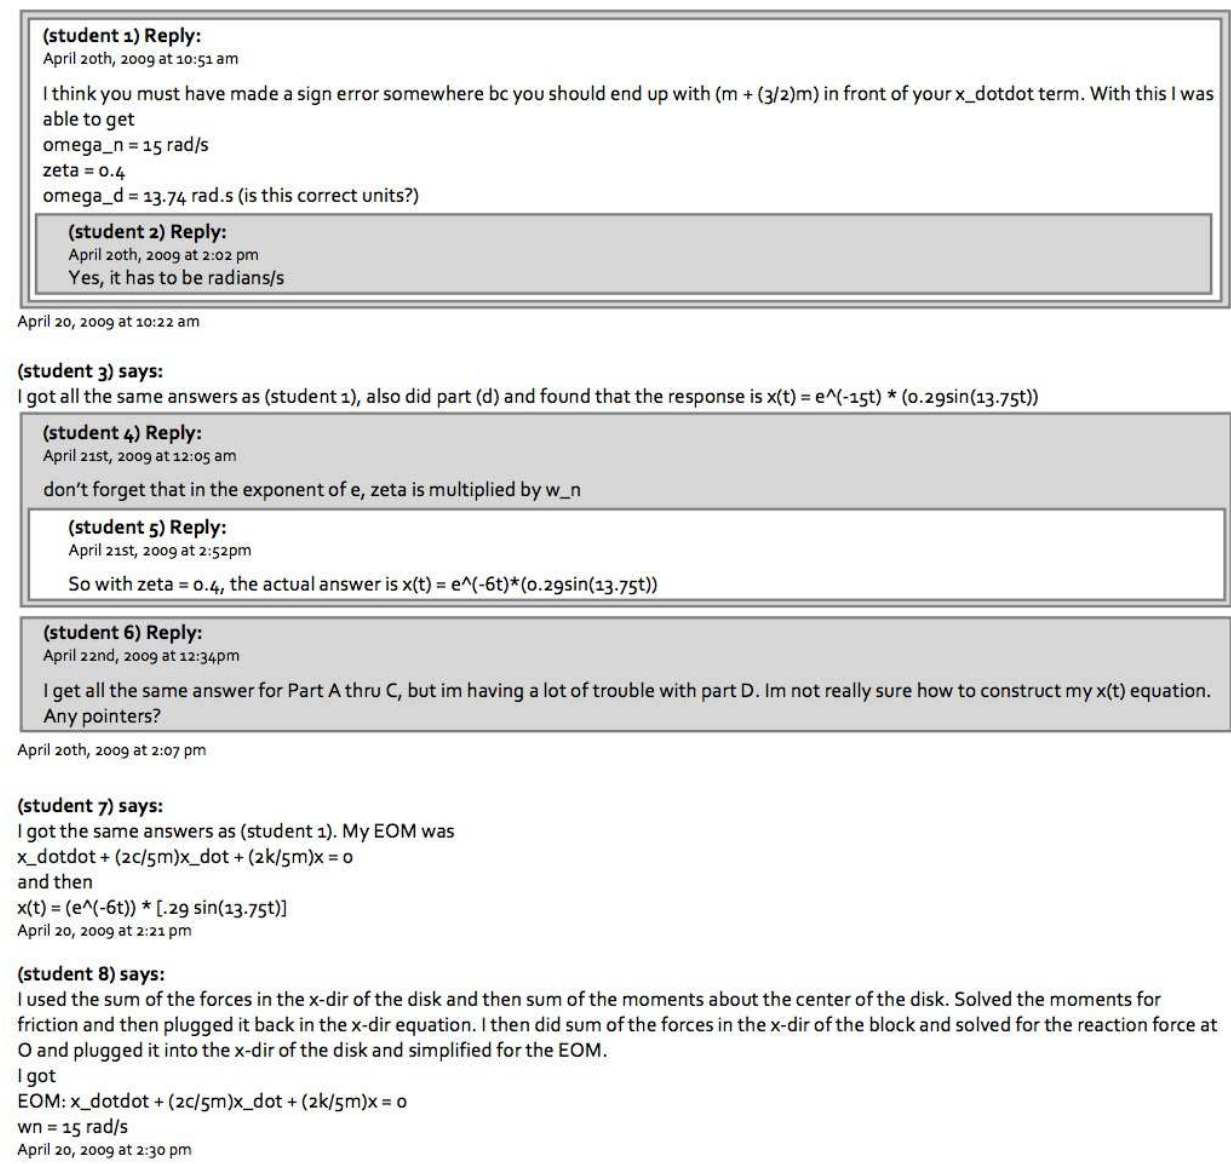 (student 1) Reply:
April 20th, 2009 at 10:51 am
I think you must have made a sign error somewhere bc you should end up with (m + (3/2)m) in front of your x_dotdot term. With this I was
able to get
omega_n = 15 rad/s
zeta = 0.4
omega_d = 13.74 rad.s (is this correct units?)
(student 2) Reply:
April 20th, 2009 at 2:02 pm
Yes, it has to be radians/s
April 20, 2009 at 10:22 am
(student 3) says:
I got all the same answers as (student 1), also did part (d) and found that the response is x(t) = e^(-15t) * (0.29sin(13.75t))
(student 4) Reply:
April 21st, 2009 at 12:05 am
don't forget that in the exponent of e, zeta is multiplied by w_n
(student 5) Reply:
April 21st, 2009 at 2:52pm
So with zeta = 0.4, the actual answer is x(t) = e^(-6t)*(0.29sin(13.75t))
(student 6) Reply:
April 22nd, 2009 at 12:34pm
I get all the same answer for Part A thru C, but im having a lot of trouble with part D. Im not really sure how to construct my x(t) equation.
Any pointers?
April 20th, 2009 at 2:07 pm
(student 7) says:
I got the same answers as (student 1). My EOM was
x_dotdot + (2c/5m)x_dot + (2k/5m)x = 0
and then
x(t) = (e^(-6t)) * [.29 sin(13.75t)]
April 20, 2009 at 2:21 pm
(student 8) says:
I used the sum of the forces in the x-dir of the disk and then sum of the moments about the center of the disk. Solved the moments for
friction and then plugged it back in the x-dir equation. I then did sum of the forces in the x-dir of the block and solved for the reaction force at
O and plugged it into the x-dir of the disk and simplified for the EOM.
I got
EOM: x_dotdot + (2c/5m)x_dot + (2k/5m)x = 0
wn = 15 rad/s
April 20, 2009 at 2:30 pm